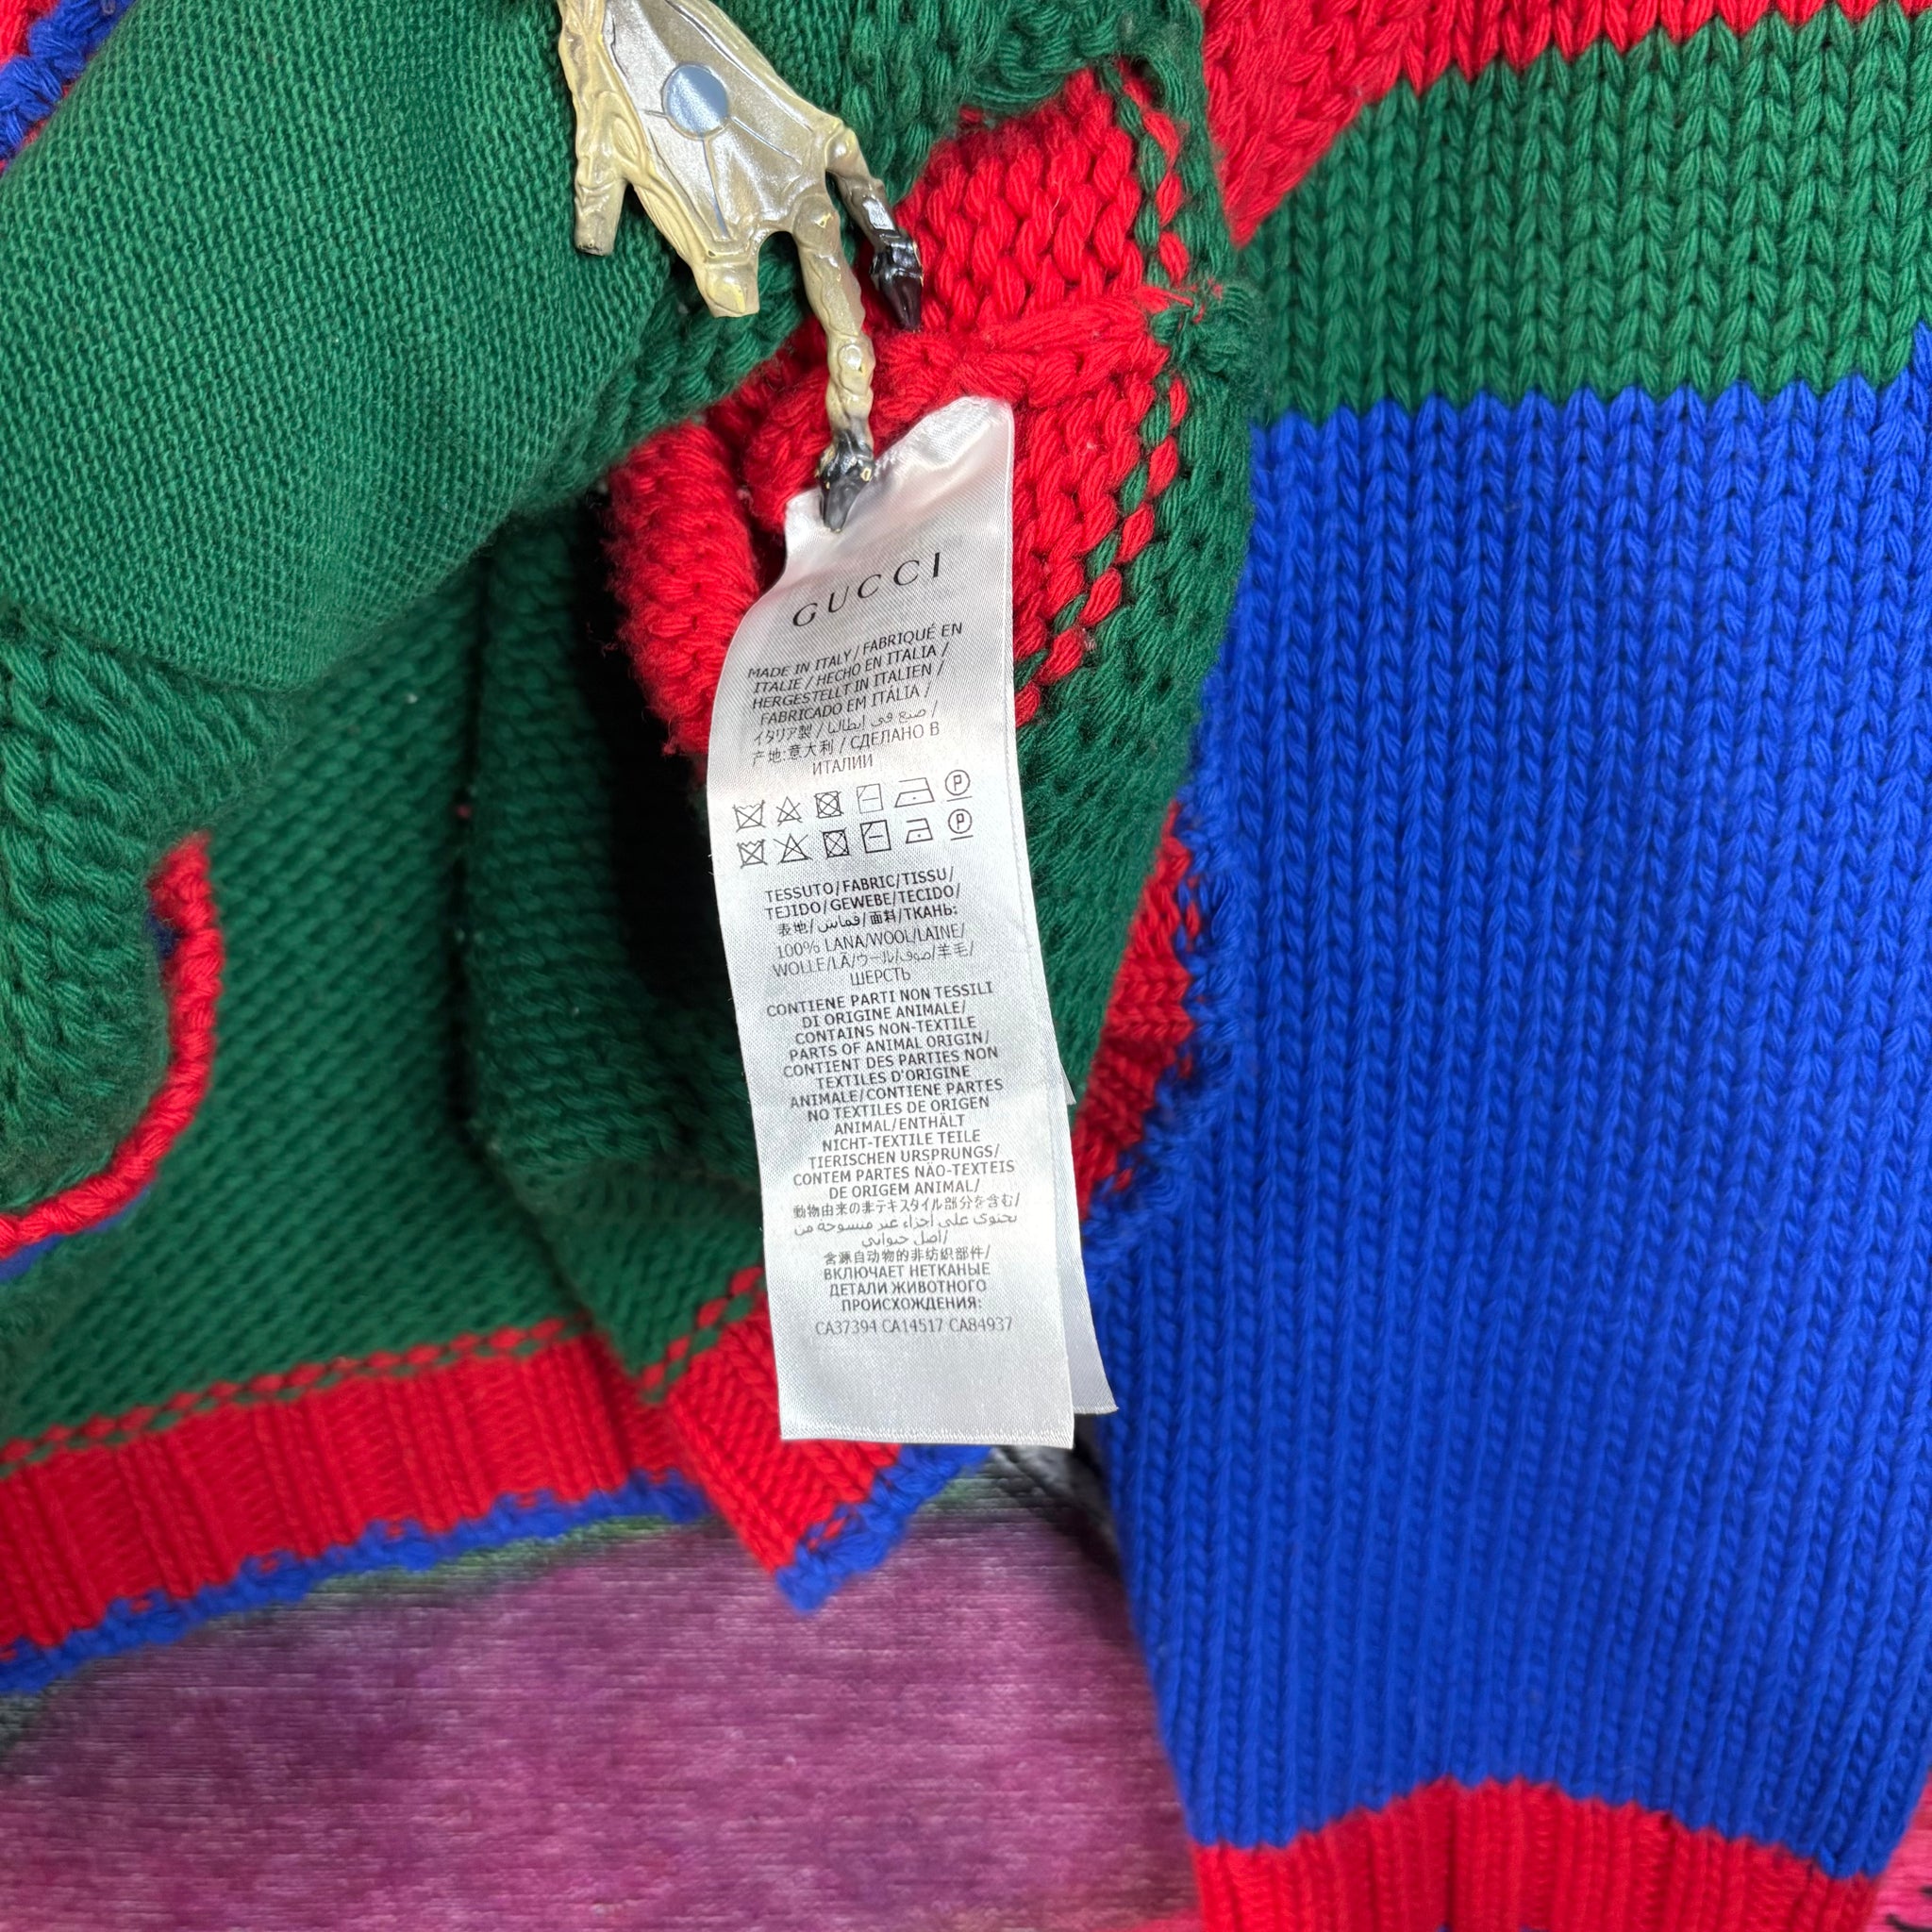 GUCCI
MADE IN ITALY / FABRIQUÉ EN
ITALIE / HECHO EN ITALIA /
HERGESTELLT IN ITALIEN /
FABRICADO EM ITÁLIA /
イタリア製 / صنع في إيطاليا /
产地:意大利 / СДЕЛАНО В
ИТАЛИИ
P
P
TESSUTO/FABRIC/TISSU/
TEJIDO/GEWEBE/TECIDO/
表地/قماش/面料/ТКАНЬ:
100% LANA/WOOL/LAINE/
WOLLE/LÃ/ウール/صوف/羊毛/
ШЕРСТЬ
CONTIENE PARTI NON TESSILI
DI ORIGINE ANIMALE/
CONTAINS NON-TEXTILE
PARTS OF ANIMAL ORIGIN/
CONTIENT DES PARTIES NON
TEXTILES D'ORIGINE
ANIMALE/CONTIENE PARTES
NO TEXTILES DE ORIGEN
ANIMAL/ENTHÄLT
NICHT-TEXTILE TEILE
TIERISCHEN URSPRUNGS/
CONTEM PARTES NÃO-TEXTEIS
DE ORIGEM ANIMAL/
動物由来の非テキスタイル部分を含む/
يحتوي على أجزاء غير منسوجة من
أصل حيواني/
含源自动物的非纺织部件/
ВКЛЮЧАЕТ НЕТКАНЫЕ
ДЕТАЛИ ЖИВОТНОГО
ПРОИСХОЖДЕНИЯ:
CA37394 CA14517 CA84937